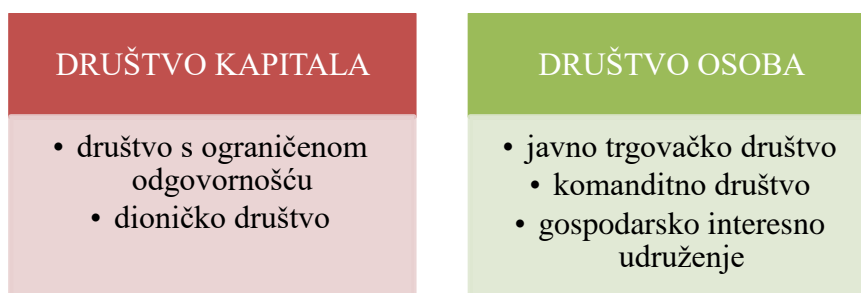 DRUŠTVO KAPITALA
• društvo s ograničenom
odgovornošću
• dioničko društvo
DRUŠTVO OSOBA
• javno trgovačko društvo
• komanditno društvo
• gospodarsko interesno
udruženje